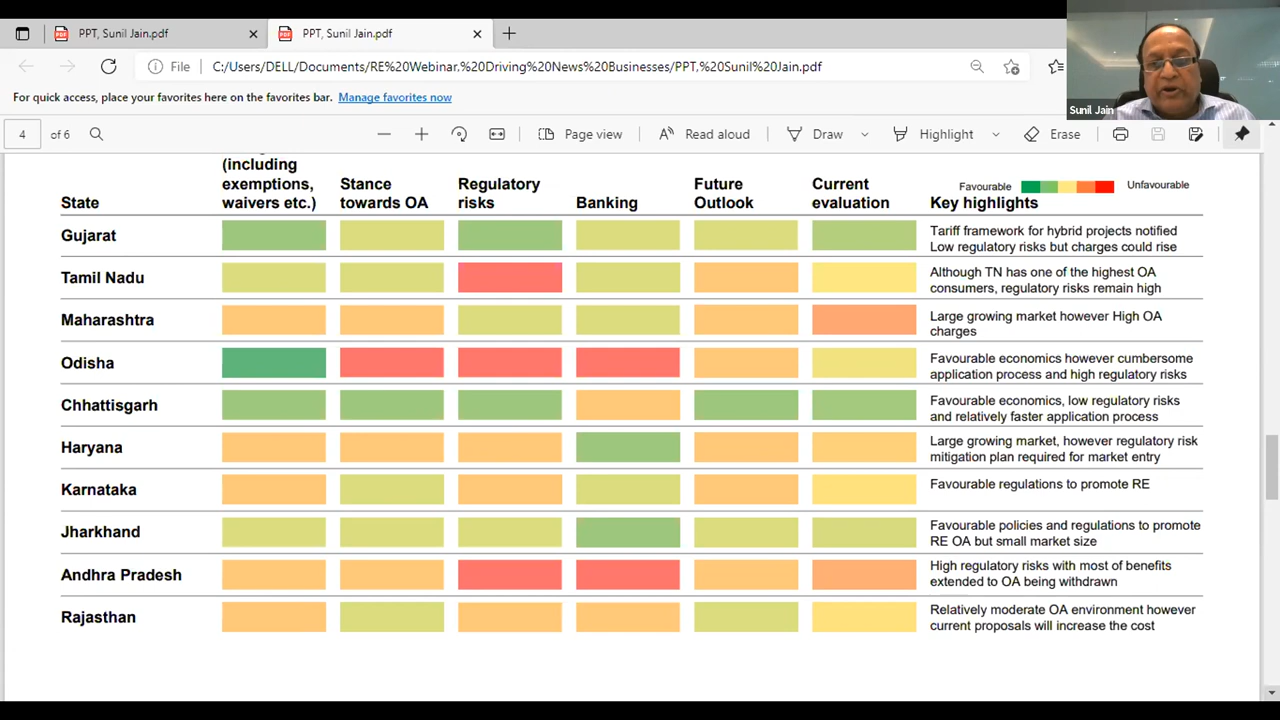 PPT, Sunil Jain.pdf
PPT, Sunil Jain.pdf
File
C:/Users/DELL/Documents/RE%20Webinar.%20Driving%20News%20Businesses/PPT,%20Sunil%20Jain.pdf
For quick access, place your favorites here on the favorites bar. Manage favorites now
Sunil Jain
4 of 6
Page view
Read aloud
Draw
Highlight
Erase
(including
exemptions,
waivers etc.)
State
Stance
towards OA
Regulatory
risks
Banking
Future
Outlook
Current
evaluation
Favourable
Unfavourable
Key highlights
Gujarat
Tariff framework for hybrid projects notified
Low regulatory risks but charges could rise
Tamil Nadu
Although TN has one of the highest OA
consumers, regulatory risks remain high
Maharashtra
Large growing market however High OA
charges
Odisha
Favourable economics however cumbersome
application process and high regulatory risks
Chhattisgarh
Favourable economics, low regulatory risks
and relatively faster application process
Haryana
Large growing market, however regulatory risk
mitigation plan required for market entry
Karnataka
Favourable regulations to promote RE
Jharkhand
Favourable policies and regulations to promote
RE OA but small market size
Andhra Pradesh
High regulatory risks with most of benefits
extended to OA being withdrawn
Rajasthan
Relatively moderate OA environment however
current proposals will increase the cost